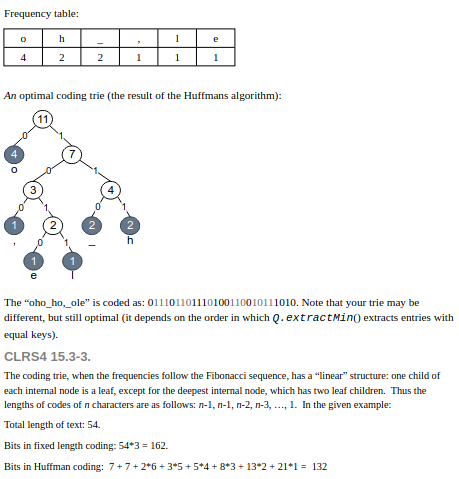 Frequency table:
o h _ , l e
4 2 2 1 1 1
An optimal coding trie (the result of the Huffmans algorithm):
11
0 1
4 7
o
0 1
3 4
0 1 0 1
1 2 2 2
, 0 1 _ h
1 1
e l
The “oho_ho,_ole” is coded as: 0111011011101001100101110​10. Note that your trie may be
different, but still optimal (it depends on the order in which Q.extractMin() extracts entries with
equal keys).
CLRS4 15.3-3.
The coding trie, when the frequencies follow the Fibonacci sequence, has a “linear” structure: one child of
each internal node is a leaf, except for the deepest internal node, which has two leaf children. Thus the
lengths of codes of n characters are as follows: n-1, n-1, n-2, n-3, …, 1. In the given example:
Total length of text: 54.
Bits in fixed length coding: 54*3 = 162.
Bits in Huffman coding: 7 + 7 + 2*6 + 3*5 + 5*4 + 8*3 + 13*2 + 21*1 = 132